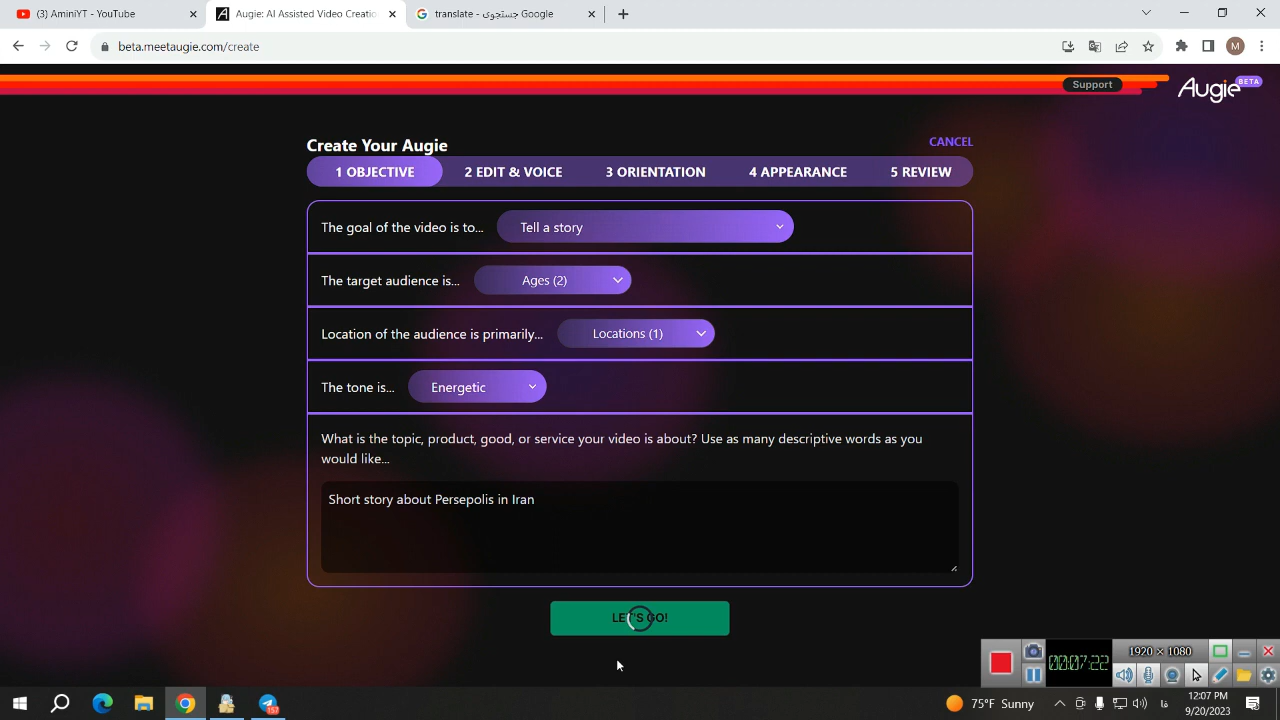 (3) AminiYT - YouTube
Augie: AI Assisted Video Creatio
translate - جستجوی Google
beta.meetaugie.com/create
M
Support
Augie BETA
Create Your Augie
CANCEL
1 OBJECTIVE
2 EDIT & VOICE
3 ORIENTATION
4 APPEARANCE
5 REVIEW
The goal of the video is to... Tell a story
The target audience is... Ages (2)
Location of the audience is primarily... Locations (1)
The tone is... Energetic
What is the topic, product, good, or service your video is about? Use as many descriptive words as you
would like...
Short story about Persepolis in Iran
LET'S GO!
1920 × 1080
00:07:22
157
75°F Sunny
فا
12:07 PM
9/20/2023